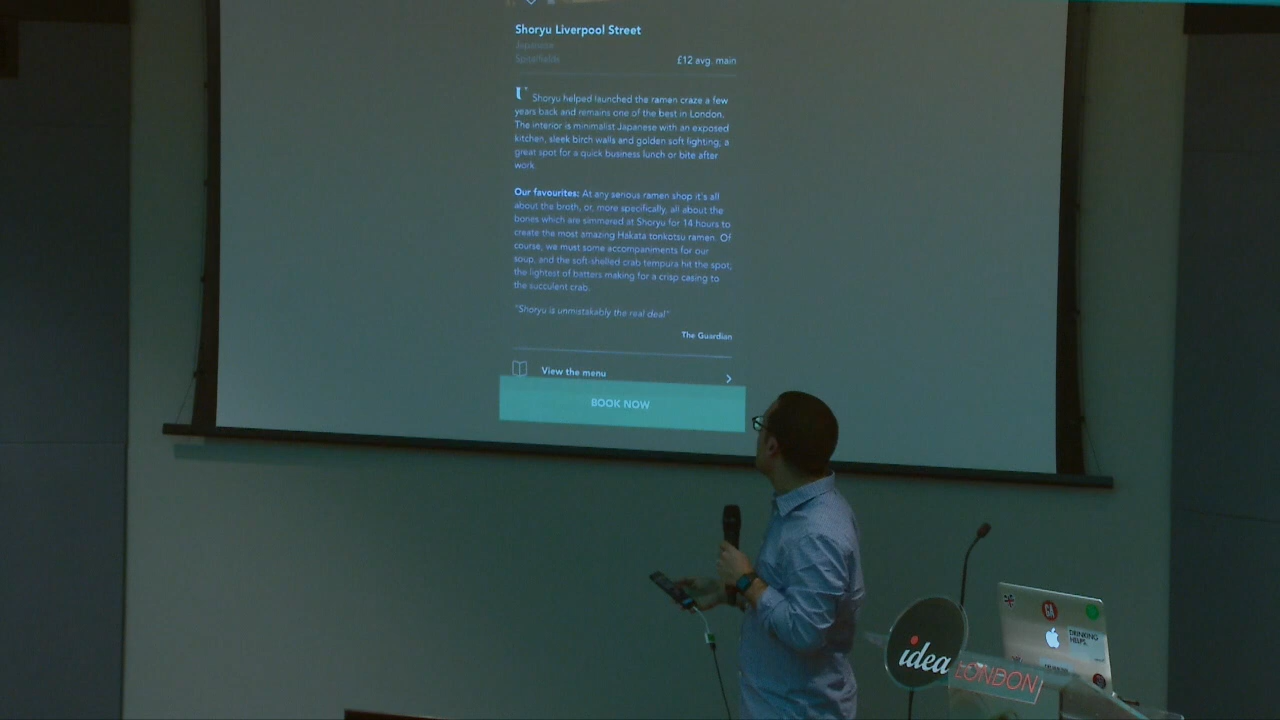 Shoryu Liverpool Street
Japanese
Spitalfields
£12 avg. main
Shoryu helped launched the ramen craze a few
years back and remains one of the best in London.
The interior is minimalist Japanese with an exposed
kitchen, sleek birch walls and golden soft lighting, a
great spot for a quick business lunch or bite after
work.
Our favourites: At any serious ramen shop it's all
about the broth, or, more specifically, all about the
bones which are simmered at Shoryu for 14 hours to
create the most amazing Hakata tonkotsu ramen. Of
course, we must some accompaniments for our
soup, and the soft-shelled crab tempura hit the spot;
the lightest of batters making for a crisp casing to
the succulent crab.
"Shoryu is unmistakably the real deal"
The Guardian
View the menu
BOOK NOW
idea
LONDON
GA
DRINKING
HELPS.